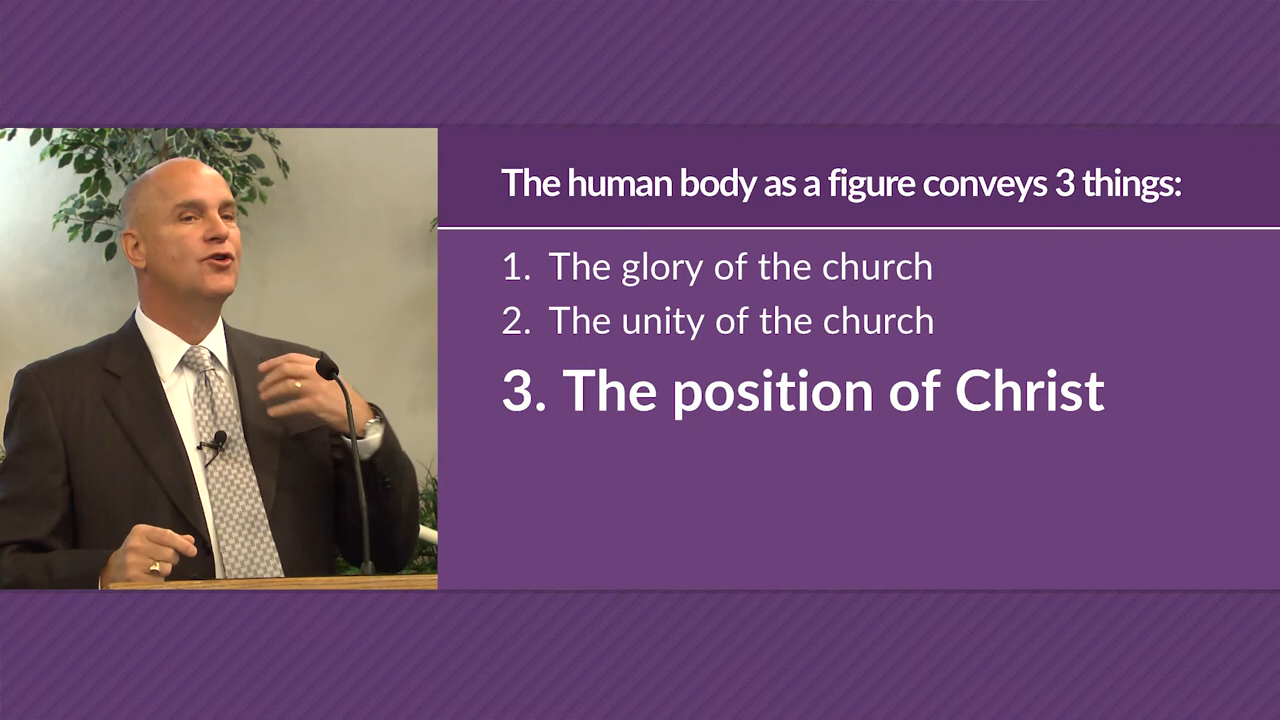 The human body as a figure conveys 3 things:
1. The glory of the church
2. The unity of the church
3. The position of Christ